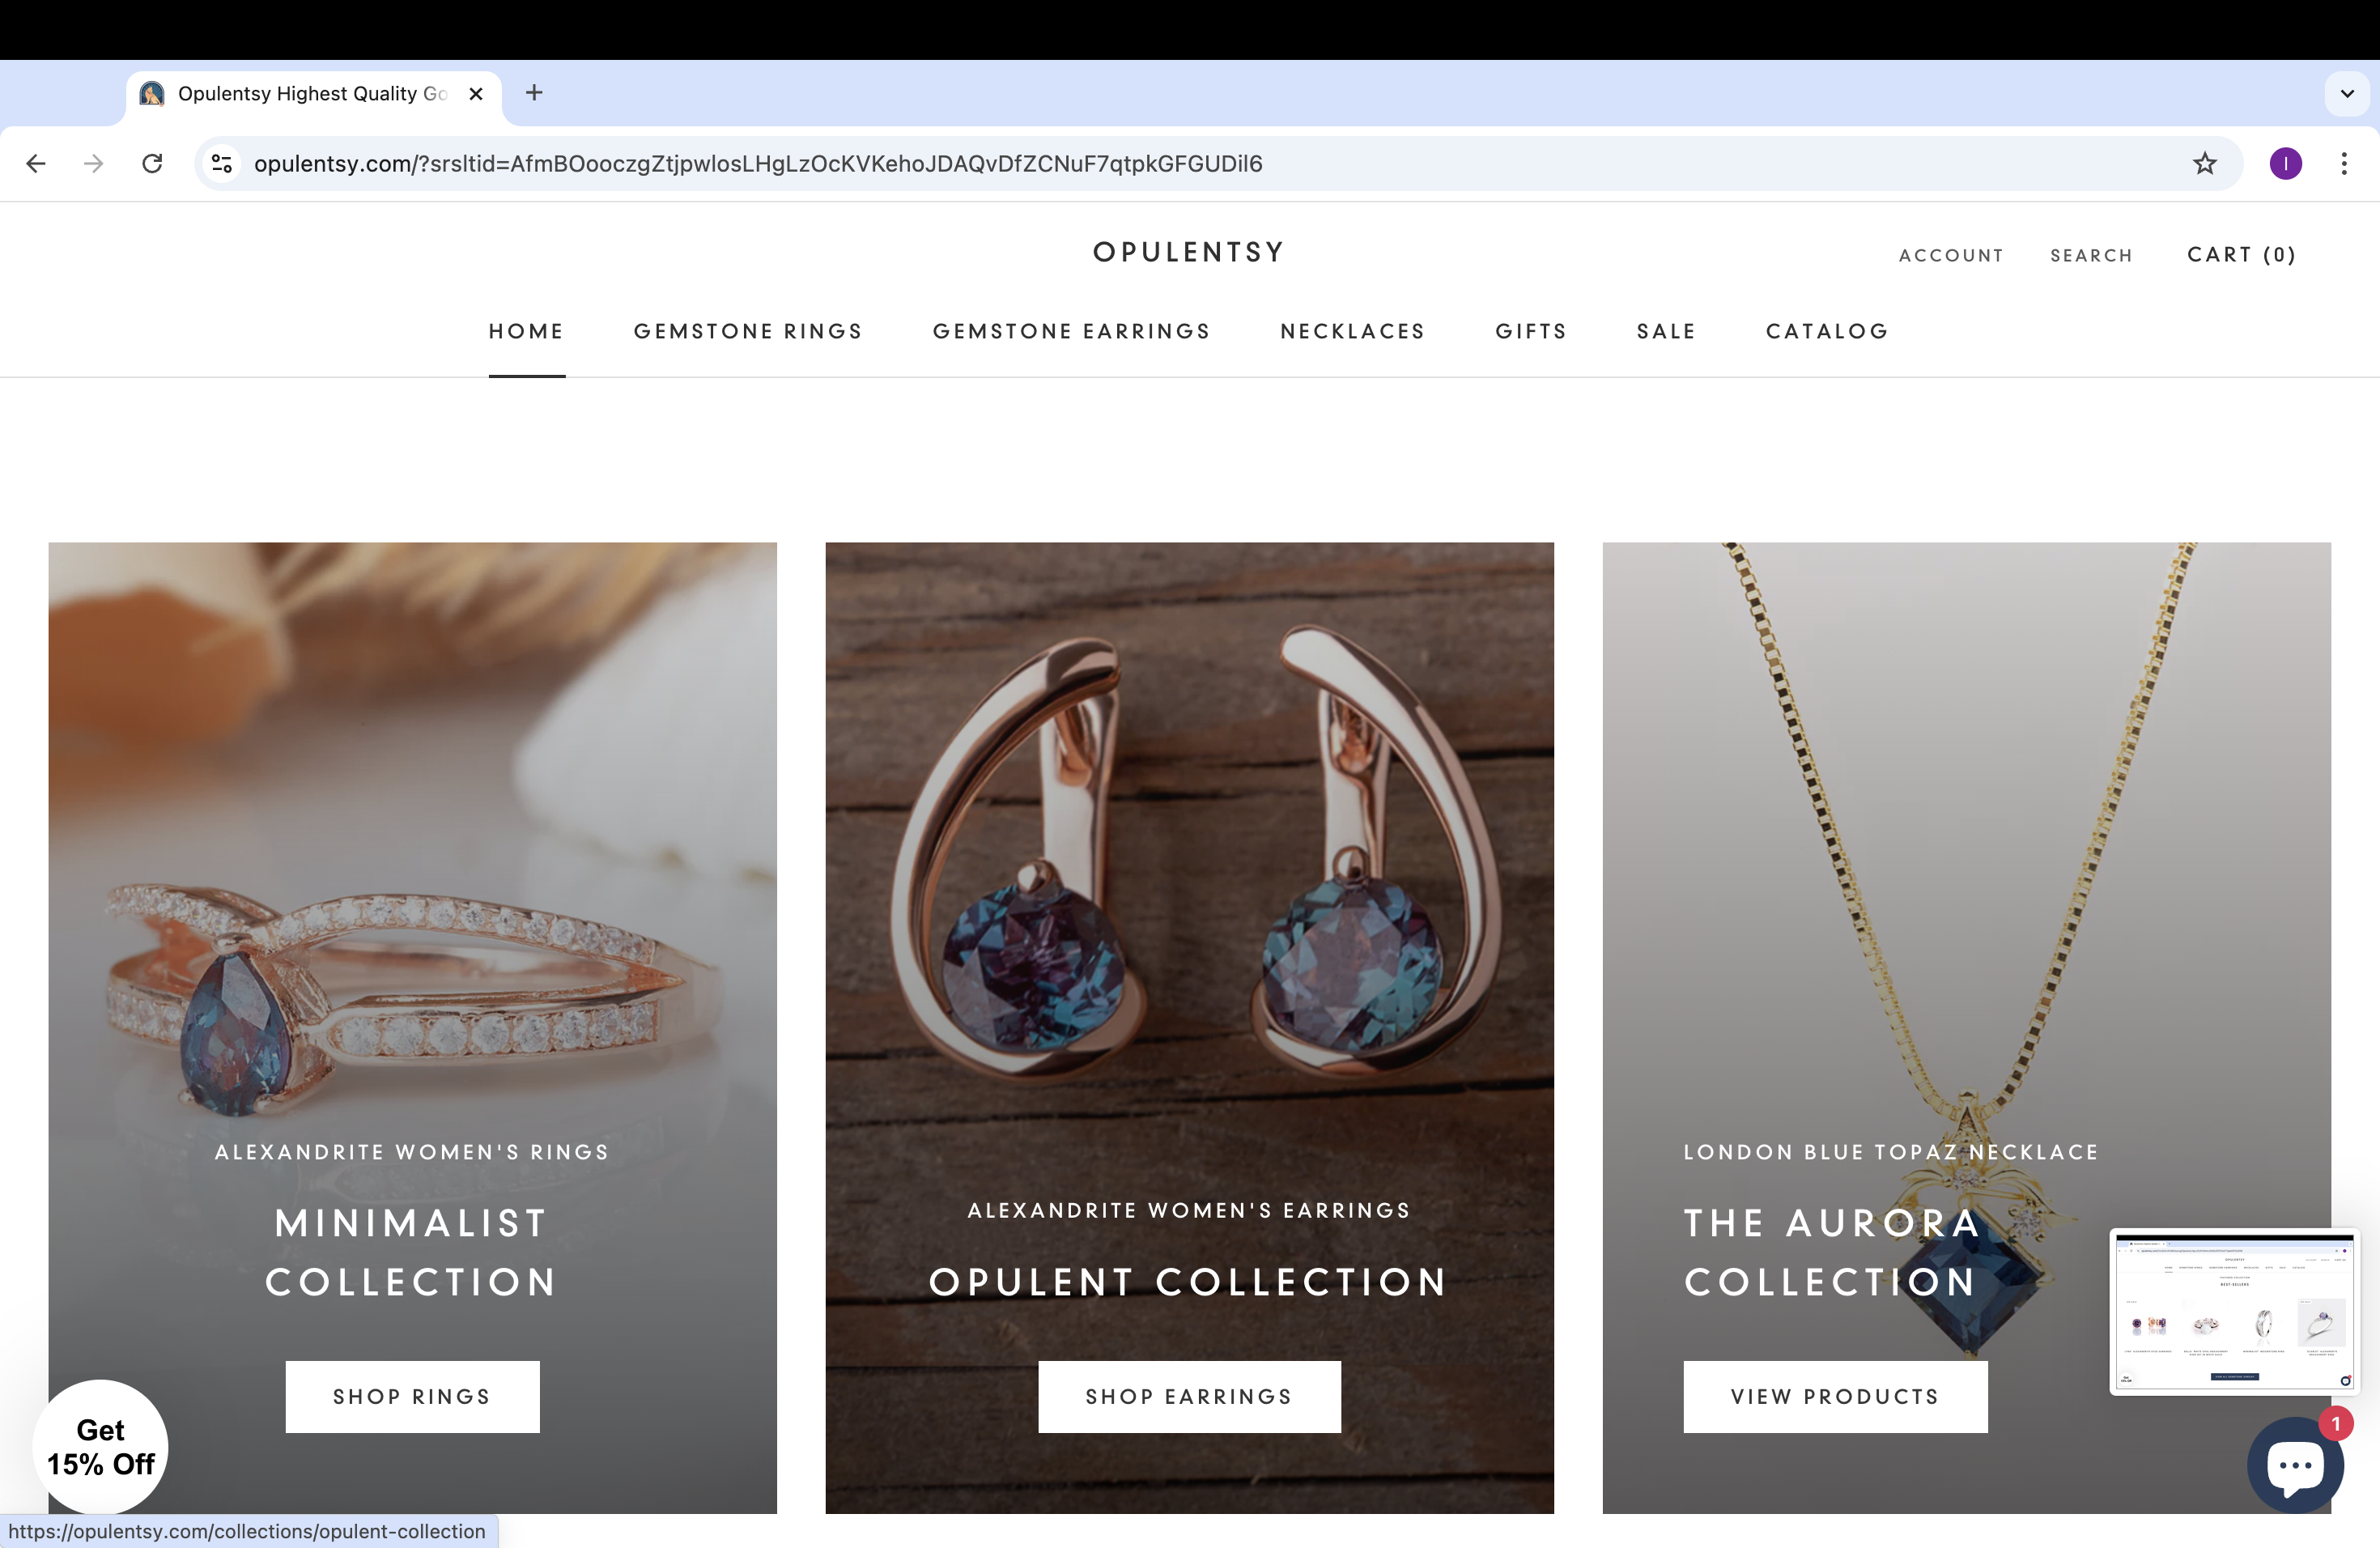 Opulentsy Highest Quality Go
opulentsy.com/?srsltid=AfmBOooczgZtjpwlosLHgLzOcKVKehoJDAQvDfZCNuF7qtpkGFGUDil6
I
OPULENTSY
ACCOUNT SEARCH CART (0)
HOME GEMSTONE RINGS GEMSTONE EARRINGS NECKLACES GIFTS SALE CATALOG
ALEXANDRITE WOMEN'S RINGS
MINIMALIST
COLLECTION
SHOP RINGS
ALEXANDRITE WOMEN'S EARRINGS
OPULENT COLLECTION
SHOP EARRINGS
LONDON BLUE TOPAZ NECKLACE
THE AURORA
COLLECTION
VIEW PRODUCTS
Get
15% Off
1
https://opulentsy.com/collections/opulent-collection